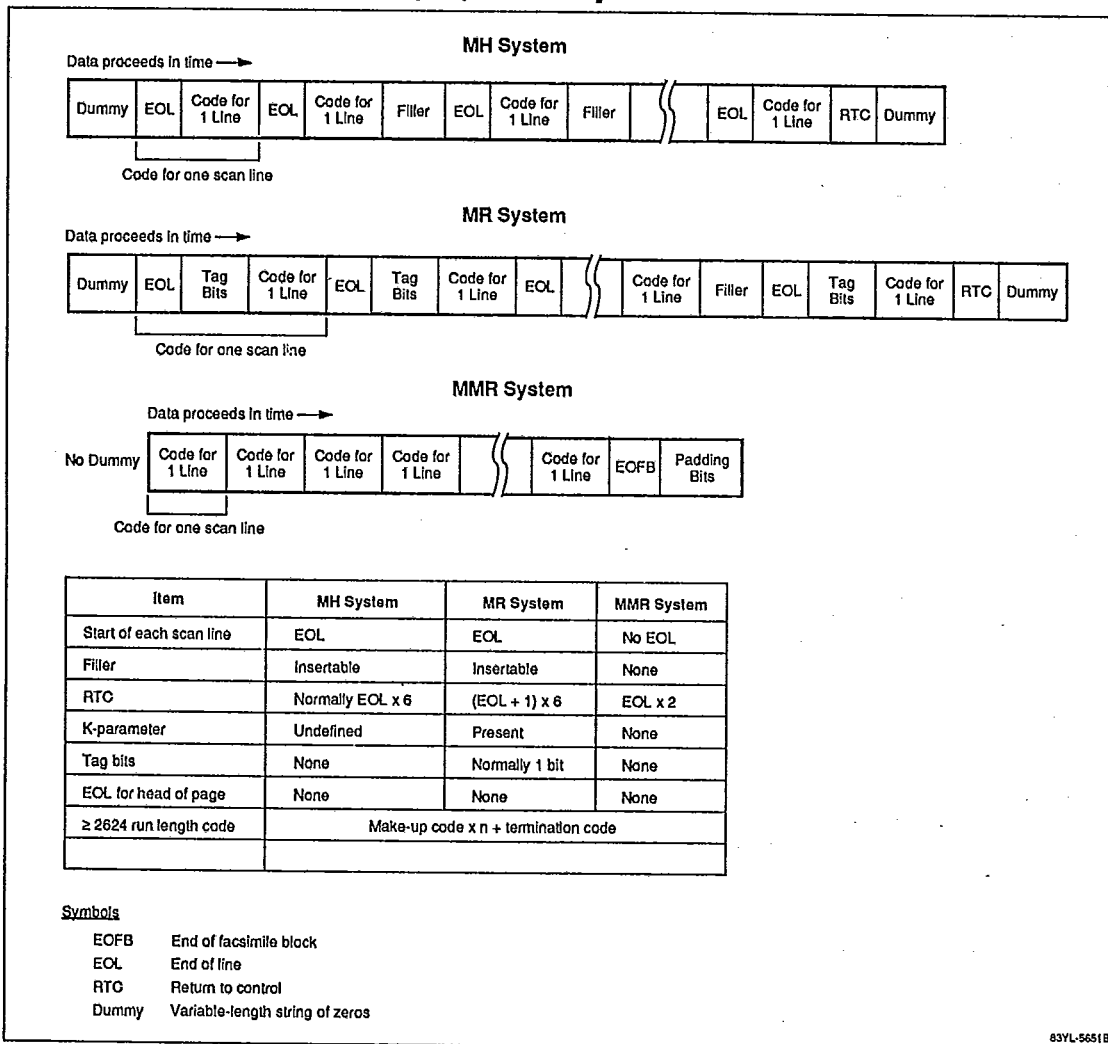 MH System
Data proceeds in time
Dummy EOL Code for 1 Line EOL Code for 1 Line Filler EOL Code for 1 Line Filler EOL Code for 1 Line RTC Dummy
Code for one scan line
MR System
Data proceeds in time
Dummy EOL Tag Bits Code for 1 Line EOL Tag Bits Code for 1 Line EOL Code for 1 Line Filler EOL Tag Bits Code for 1 Line RTC Dummy
Code for one scan line
MMR System
Data proceeds in time
No Dummy Code for 1 Line Code for 1 Line Code for 1 Line Code for 1 Line Code for 1 Line EOFB Padding Bits
Code for one scan line
Item MH System MR System MMR System
Start of each scan line EOL EOL No EOL
Filler Insertable Insertable None
RTC Normally EOL x 6 (EOL + 1) x 6 EOL x 2
K-parameter Undefined Present None
Tag bits None Normally 1 bit None
EOL for head of page None None None
≥ 2624 run length code Make-up code x n + termination code
Symbols
EOFB End of facsimile block
EOL End of line
RTC Return to control
Dummy Variable-length string of zeros
83YL-5651B